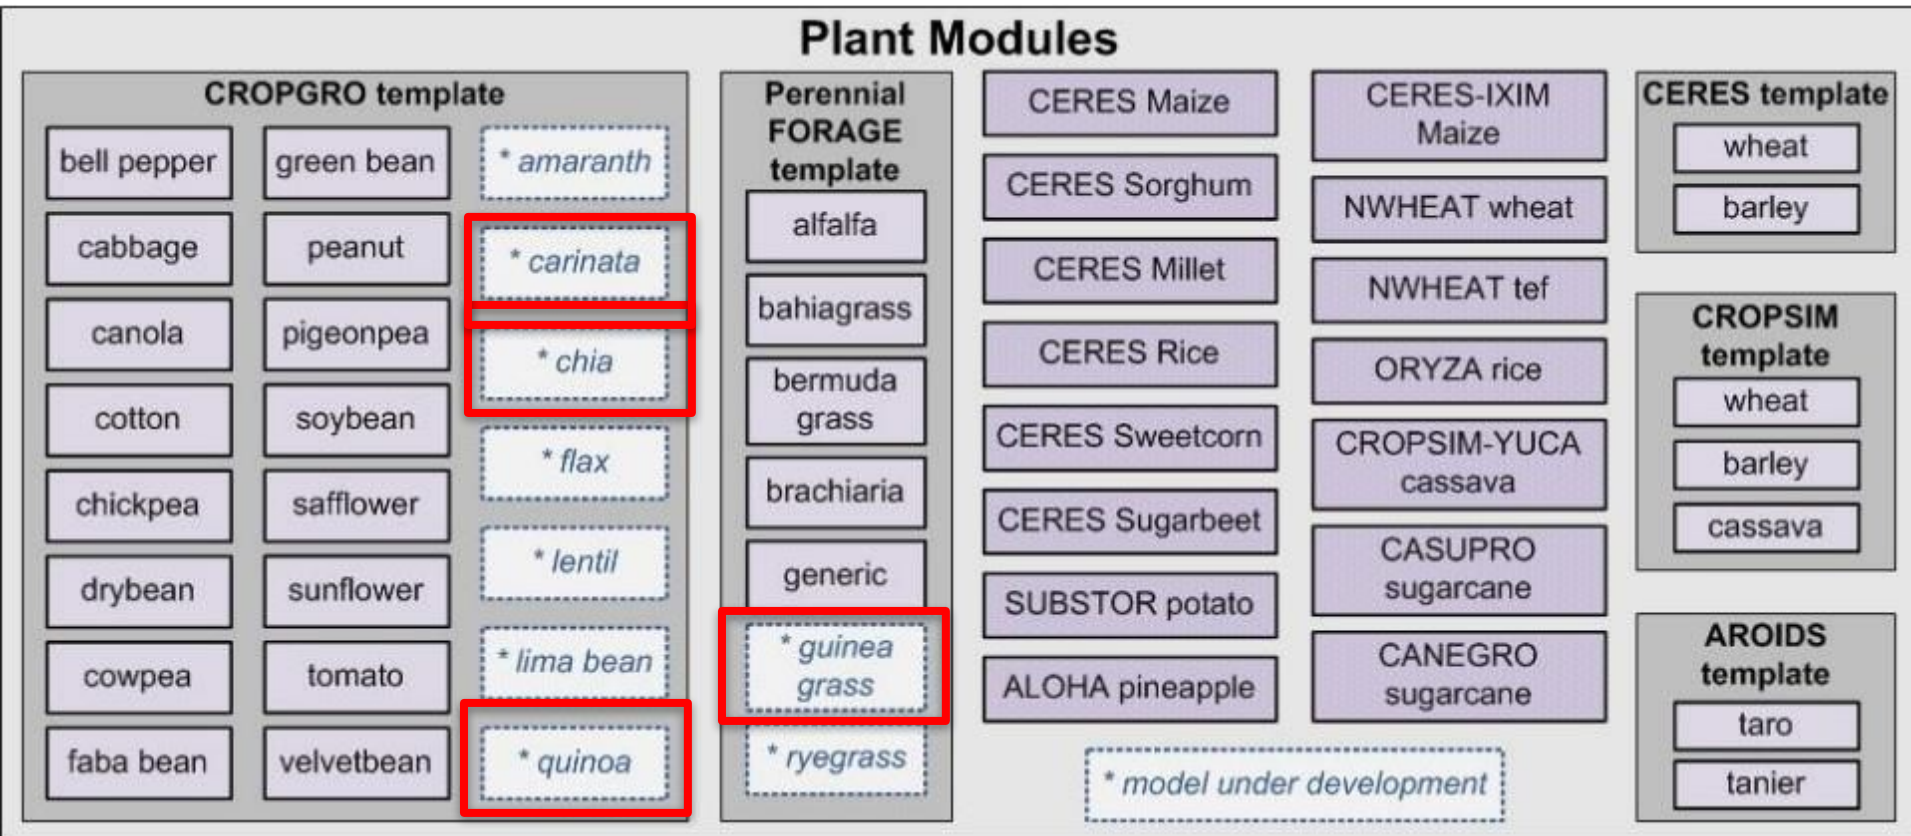 Plant Modules
CROPGRO template
bell pepper
cabbage
canola
cotton
chickpea
drybean
cowpea
faba bean
green bean
peanut
pigeonpea
soybean
safflower
sunflower
tomato
velvetbean
* amaranth
* carinata
* chia
* flax
* lentil
* lima bean
* quinoa
Perennial
FORAGE
template
alfalfa
bahiagrass
bermuda
grass
brachiaria
generic
* guinea
grass
* ryegrass
CERES Maize
CERES Sorghum
CERES Millet
CERES Rice
CERES Sweetcorn
CERES Sugarbeet
SUBSTOR potato
ALOHA pineapple
CERES-IXIM
Maize
NWHEAT wheat
NWHEAT tef
ORYZA rice
CROPSIM-YUCA
cassava
CASUPRO
sugarcane
CANEGRO
sugarcane
* model under development
CERES template
wheat
barley
CROPSIM
template
wheat
barley
cassava
AROIDS
template
taro
tanier